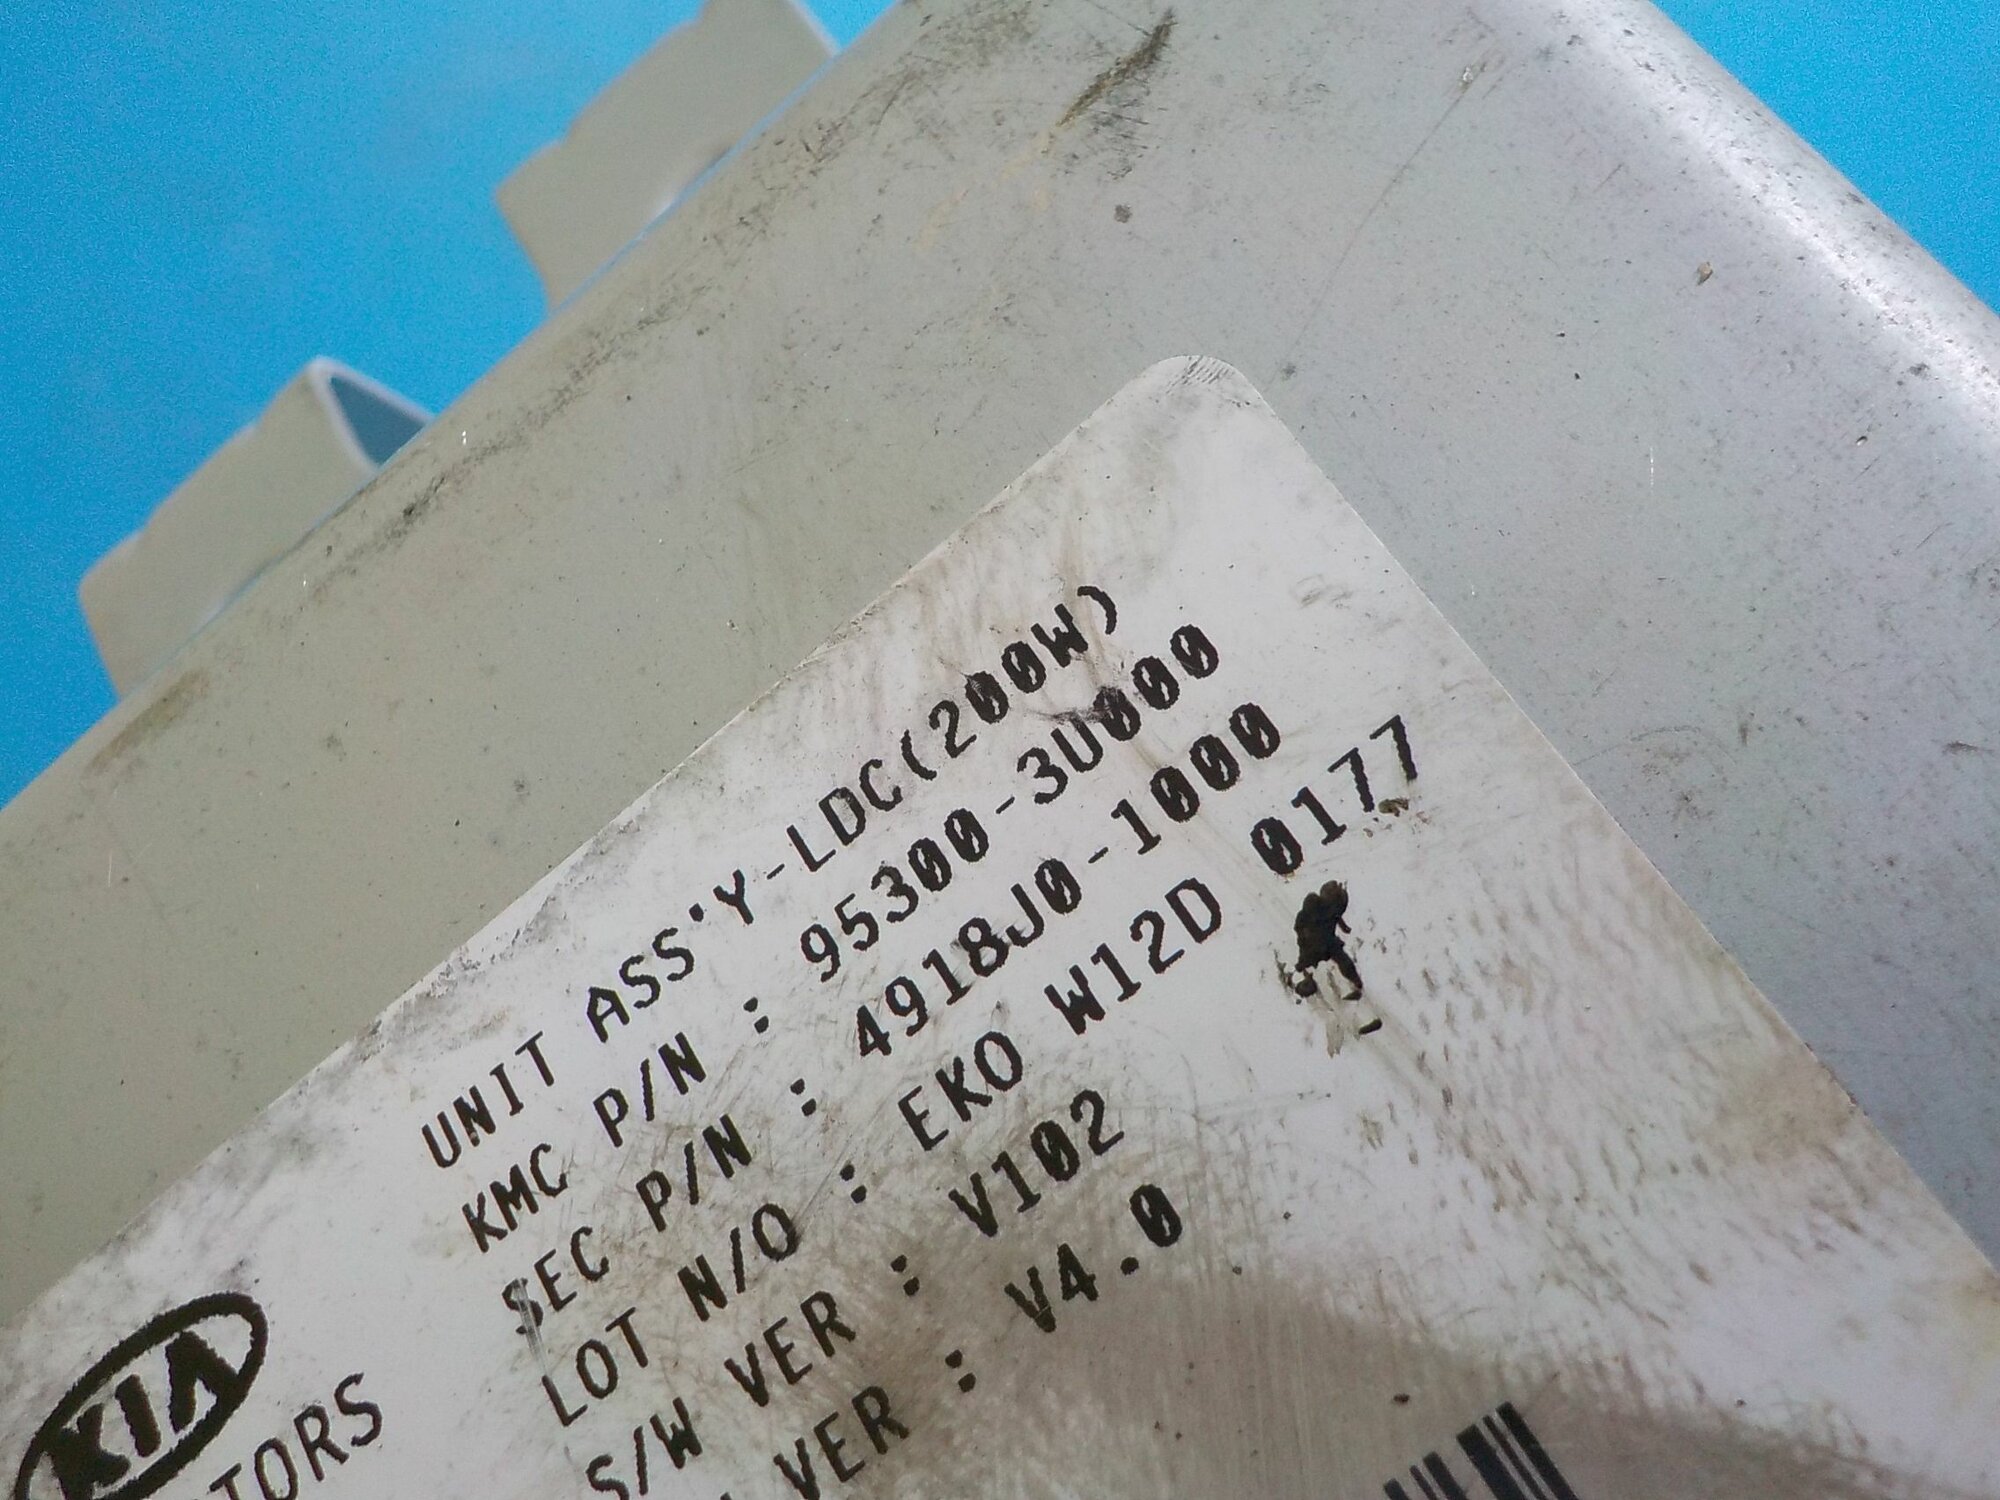 UNIT ASS'Y-LDC(200W)
KMC P/N : 95300-3U000
SEC P/N : 4918J0-1000
LOT N/O : EKO W12D 0177
S/W VER : V102
VER : V4.0
KIA